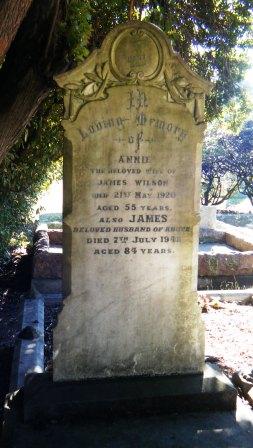 In
Loving Memory
of
ANNIE
THE BELOVED WIFE OF
JAMES WILSON
DIED 21ST MAY 1920
AGED 55 YEARS.
ALSO JAMES
BELOVED HUSBAND OF ABOVE
DIED 7TH JULY 1948
AGED 84 YEARS.